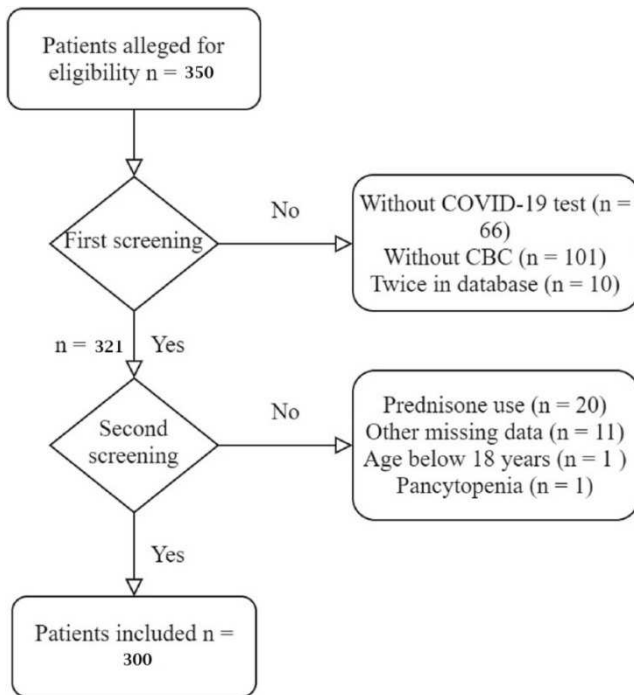 Patients alleged for
eligibility n = 350
First screening
No
Without COVID-19 test (n =
66)
Without CBC (n = 101)
Twice in database (n = 10)
n = 321 Yes
Second
screening
No
Prednisone use (n = 20)
Other missing data (n = 11)
Age below 18 years (n = 1 )
Pancytopenia (n = 1)
Yes
Patients included n =
300